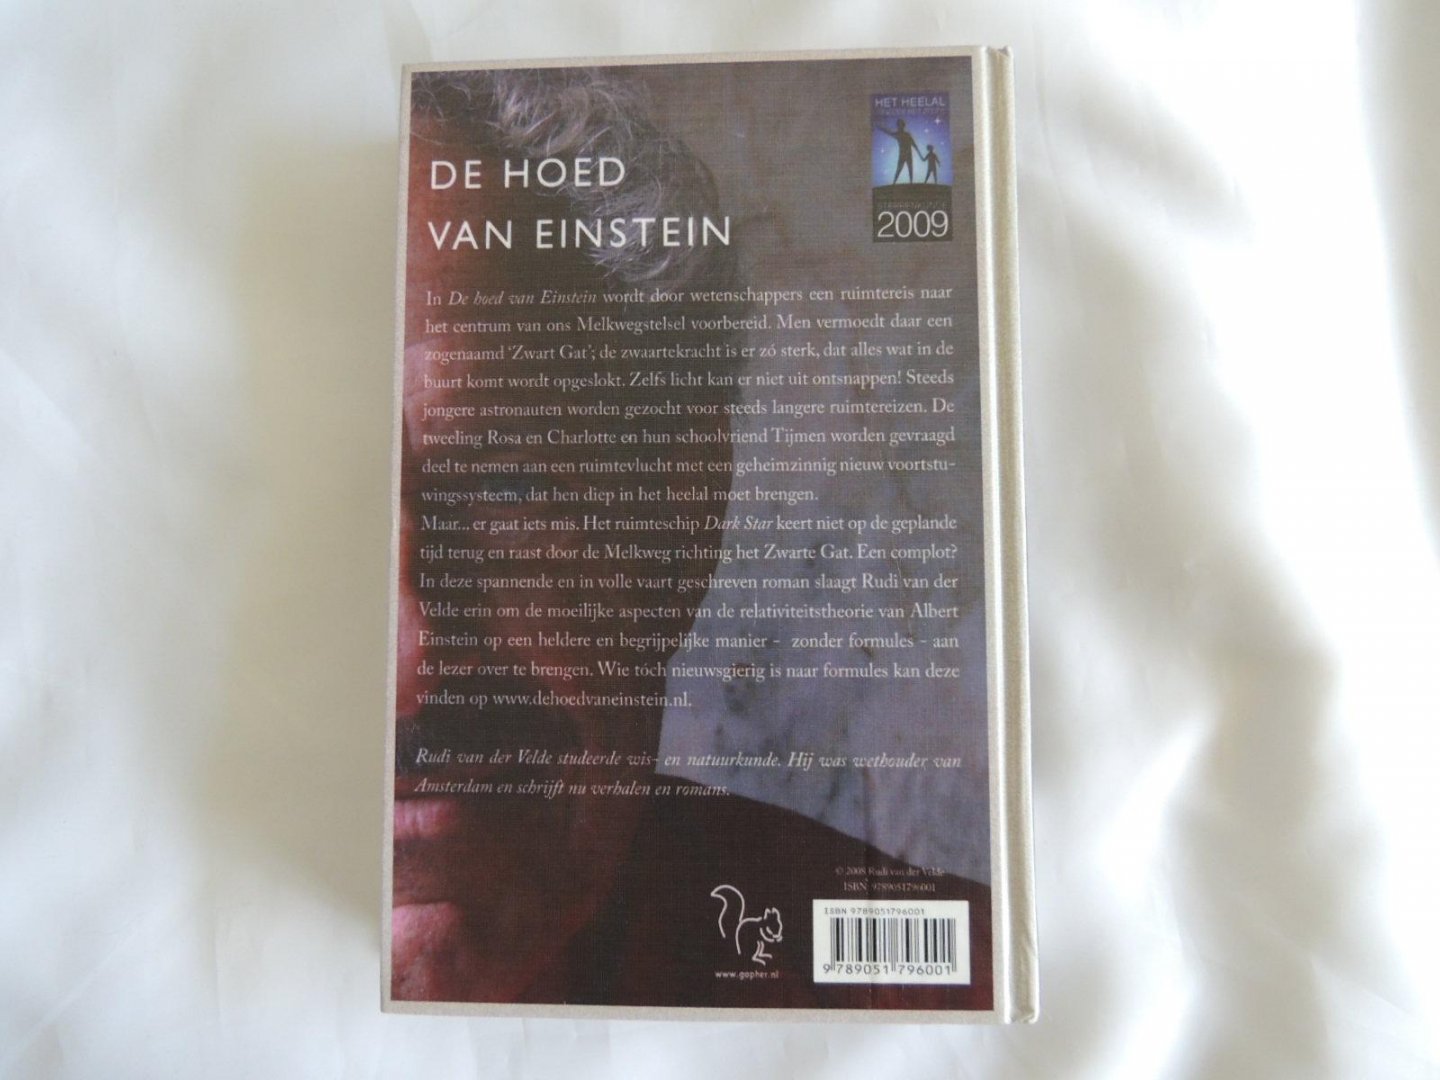 HET HEELAL
2009
DE HOED
VAN EINSTEIN
In De hoed van Einstein wordt door wetenschappers een ruimtereis naar
het centrum van ons Melkwegstelsel voorbereid. Men vermoedt daar een
zogenaamd ‘Zwart Gat’; de zwaartekracht is er zó sterk, dat alles wat in de
buurt komt wordt opgeslokt. Zelfs licht kan er niet uit ontsnappen! Steeds
jongere astronauten worden gezocht voor steeds langere ruimtereizen. De
tweeling Rosa en Charlotte en hun schoolvriend Tijmen worden gevraagd
deel te nemen aan een ruimtevlucht met een geheimzinnig nieuw voortstu-
wingssysteem, dat hen diep in het heelal moet brengen.
Maar... er gaat iets mis. Het ruimteschip Dark Star keert niet op de geplande
tijd terug en raast door de Melkweg richting het Zwarte Gat. Een complot?
In deze spannende en in volle vaart geschreven roman slaagt Rudi van der
Velde erin om de moeilijke aspecten van de relativiteitstheorie van Albert
Einstein op een heldere en begrijpelijke manier - zonder formules - aan
de lezer over te brengen. Wie tóch nieuwsgierig is naar formules kan deze
vinden op www.dehoedvaneinstein.nl.
Rudi van der Velde studeerde wis- en natuurkunde. Hij was wethouder van
Amsterdam en schrijft nu verhalen en romans.
© 2008 Rudi van der Velde
ISBN: 9789051796001
ISBN 9789051796001
9 789051 796001
www.gopher.nl